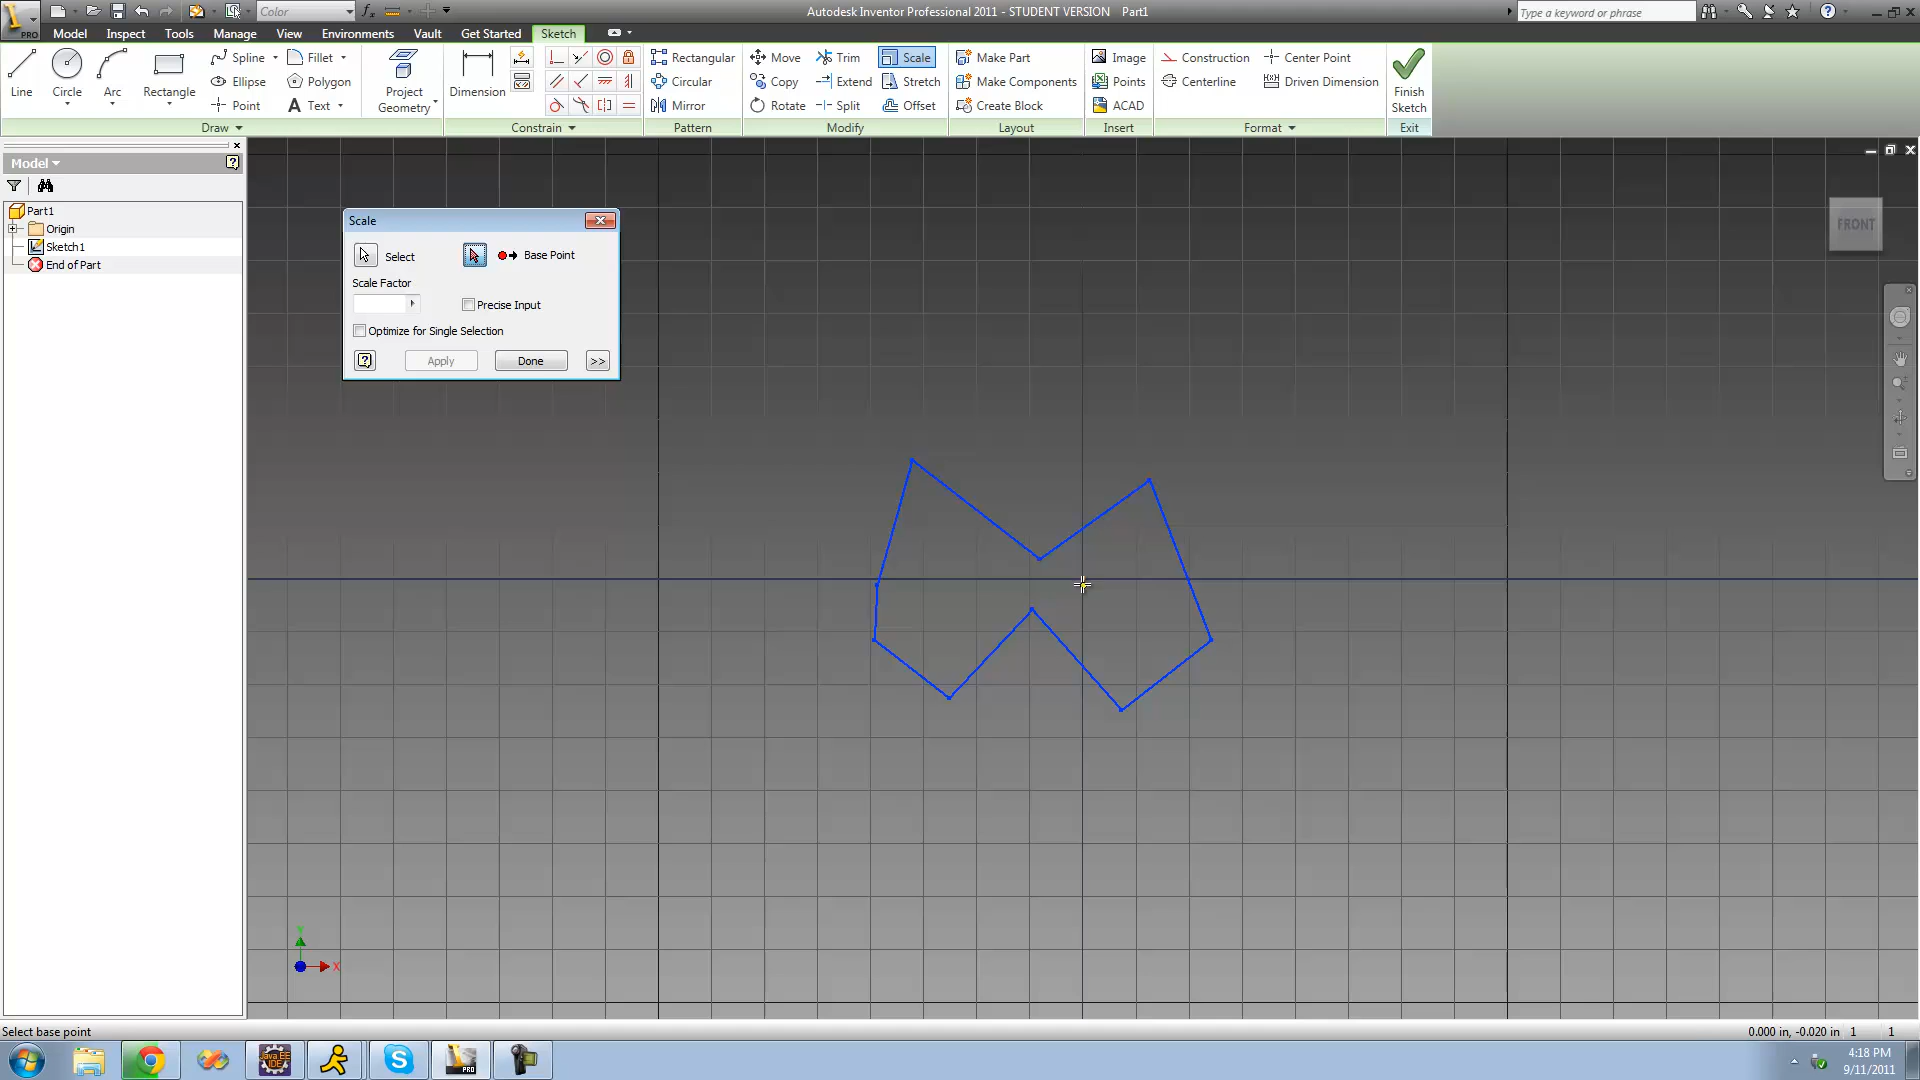 Color
Autodesk Inventor Professional 2011 - STUDENT VERSION Part1
Type a keyword or phrase
PRO
Model Inspect Tools Manage View Environments Vault Get Started Sketch
Line Circle Arc Rectangle
Spline Fillet
Ellipse Polygon
Point A Text
Project Geometry
Dimension
Rectangular
Circular
Mirror
Move Trim Scale
Copy Extend Stretch
Rotate Split Offset
Make Part
Make Components
Create Block
Image
Points
ACAD
Construction Center Point
Centerline Driven Dimension
Finish Sketch
Draw Constrain Pattern Modify Layout Insert Format Exit
Model
Part1
Origin
Sketch1
End of Part
Scale
Select Base Point
Scale Factor
Precise Input
Optimize for Single Selection
Apply Done >>
FRONT
Y
X
Select base point
0.000 in, -0.020 in 1 1
Java EE IDE
PRO
4:18 PM
9/11/2011